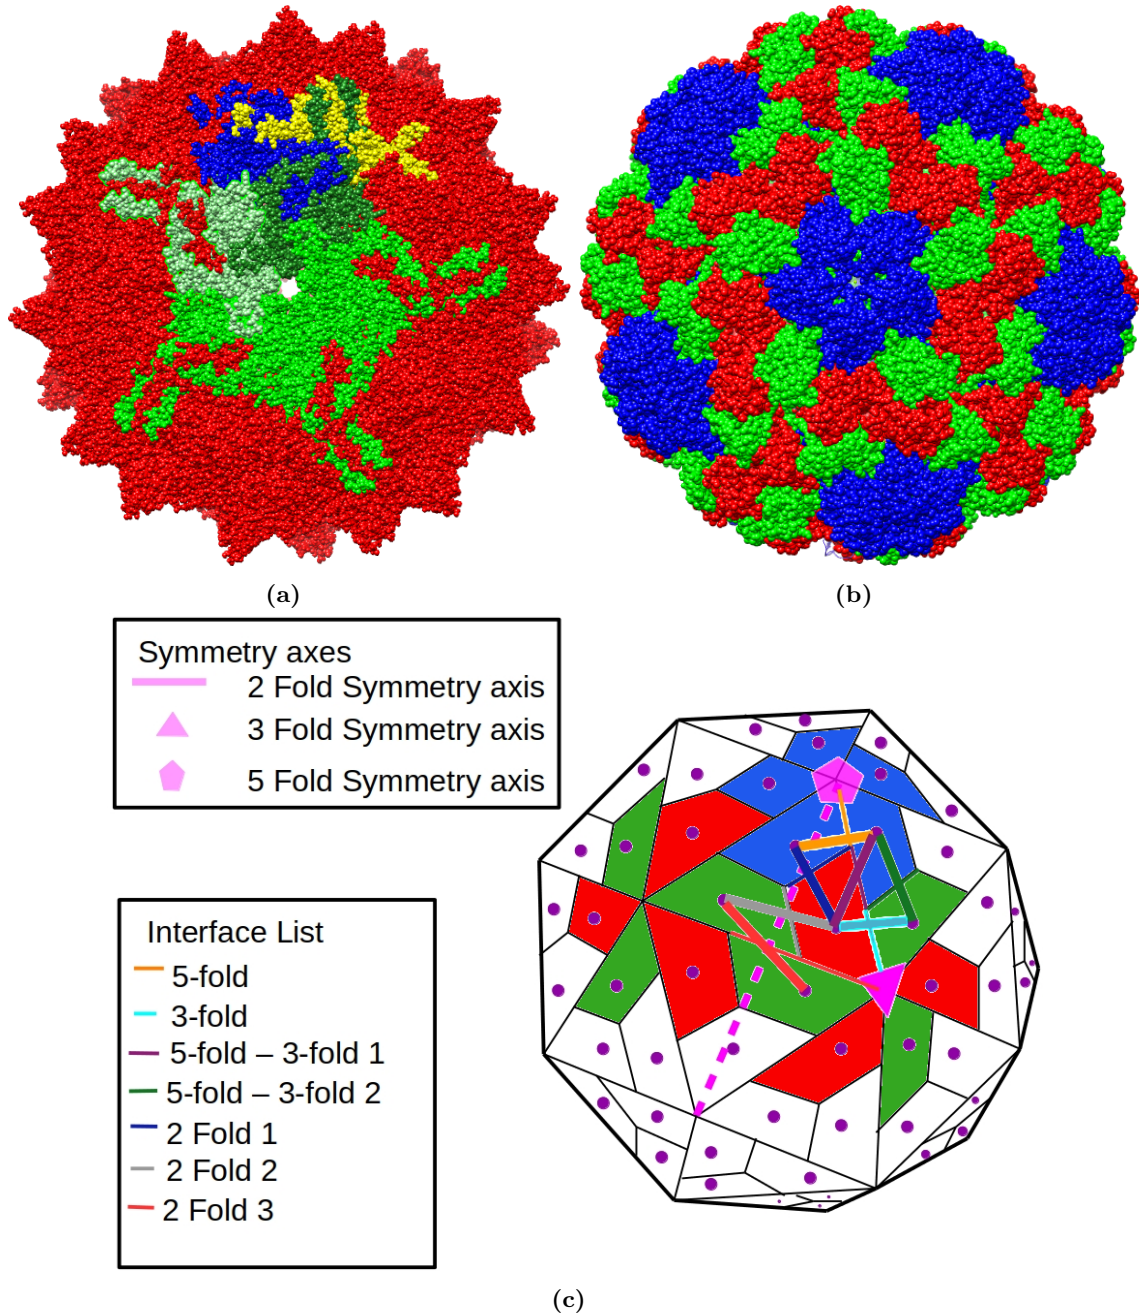 (a)
(b)
Symmetry axes
2 Fold Symmetry axis
3 Fold Symmetry axis
5 Fold Symmetry axis
Interface List
5-fold
3-fold
5-fold – 3-fold 1
5-fold – 3-fold 2
2 Fold 1
2 Fold 2
2 Fold 3
(c)